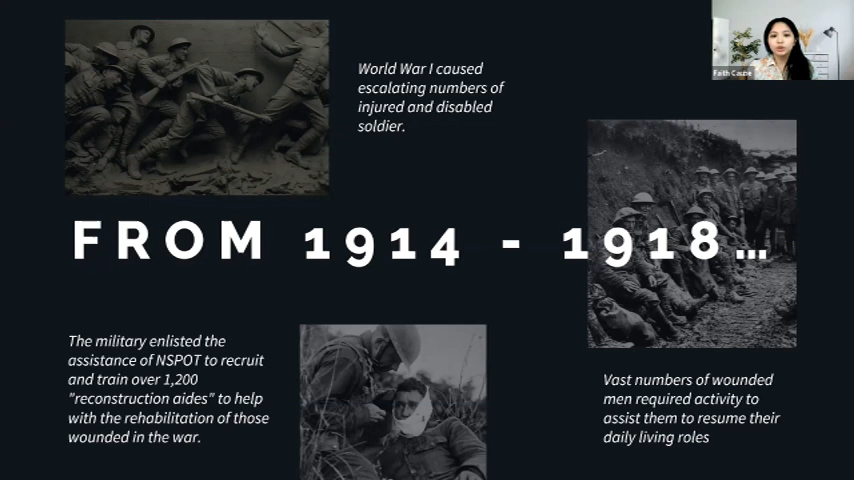 World War I caused
escalating numbers of
injured and disabled
soldier.
Faith Cause
FROM 1914 - 1918...
The military enlisted the
assistance of NSPOT to recruit
and train over 1,200
"reconstruction aides" to help
with the rehabilitation of those
wounded in the war.
Vast numbers of wounded
men required activity to
assist them to resume their
daily living roles